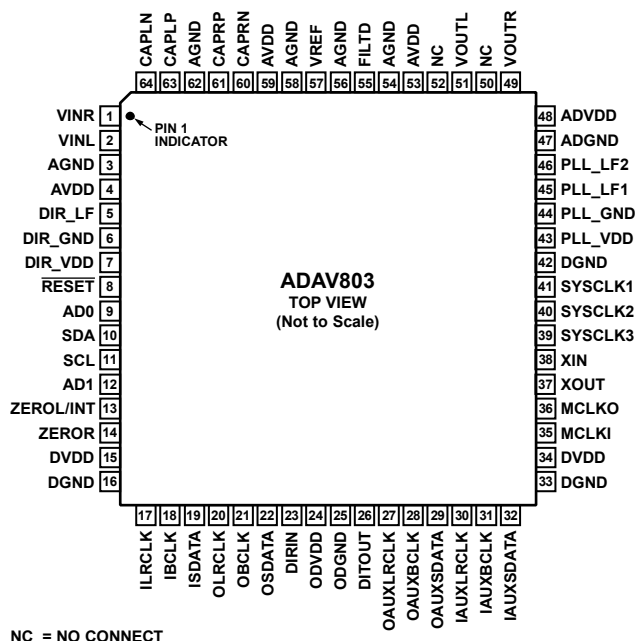 CAPLN
CAPLP
AGND
CAPRP
CAPRN
AVDD
AGND
VREF
AGND
FILTD
AGND
AVDD
NC
VOUTL
NC
VOUTR
64 63 62 61 60 59 58 57 56 55 54 53 52 51 50 49
VINR 1
VINL 2
AGND 3
AVDD 4
DIR_LF 5
DIR_GND 6
DIR_VDD 7
RESET 8
AD0 9
SDA 10
SCL 11
AD1 12
ZEROL/INT 13
ZEROR 14
DVDD 15
DGND 16
PIN 1
INDICATOR
ADAV803
TOP VIEW
(Not to Scale)
48 ADVDD
47 ADGND
46 PLL_LF2
45 PLL_LF1
44 PLL_GND
43 PLL_VDD
42 DGND
41 SYSCLK1
40 SYSCLK2
39 SYSCLK3
38 XIN
37 XOUT
36 MCLKO
35 MCLKI
34 DVDD
33 DGND
17 18 19 20 21 22 23 24 25 26 27 28 29 30 31 32
ILRCLK
IBCLK
ISDATA
OLRCLK
OBCLK
OSDATA
DIRIN
ODVDD
ODGND
DITOUT
OAUXLRCLK
OAUXBCLK
OAUXSDATA
IAUXLRCLK
IAUXBCLK
IAUXSDATA
NC = NO CONNECT